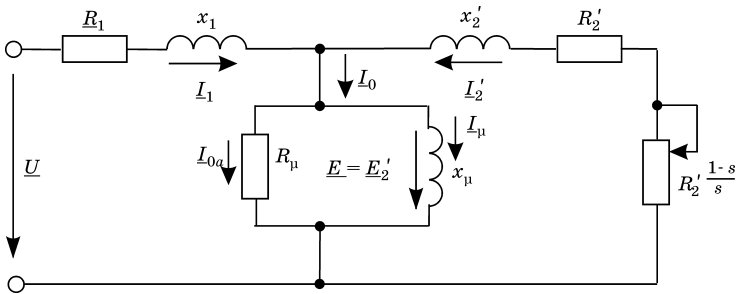 R₁
x₁
x₂'
R₂'
I₁
I₀
I₂'
I₀ₐ
Rμ
E = E₂'
Iμ
xμ
U
R₂' 1-s/s